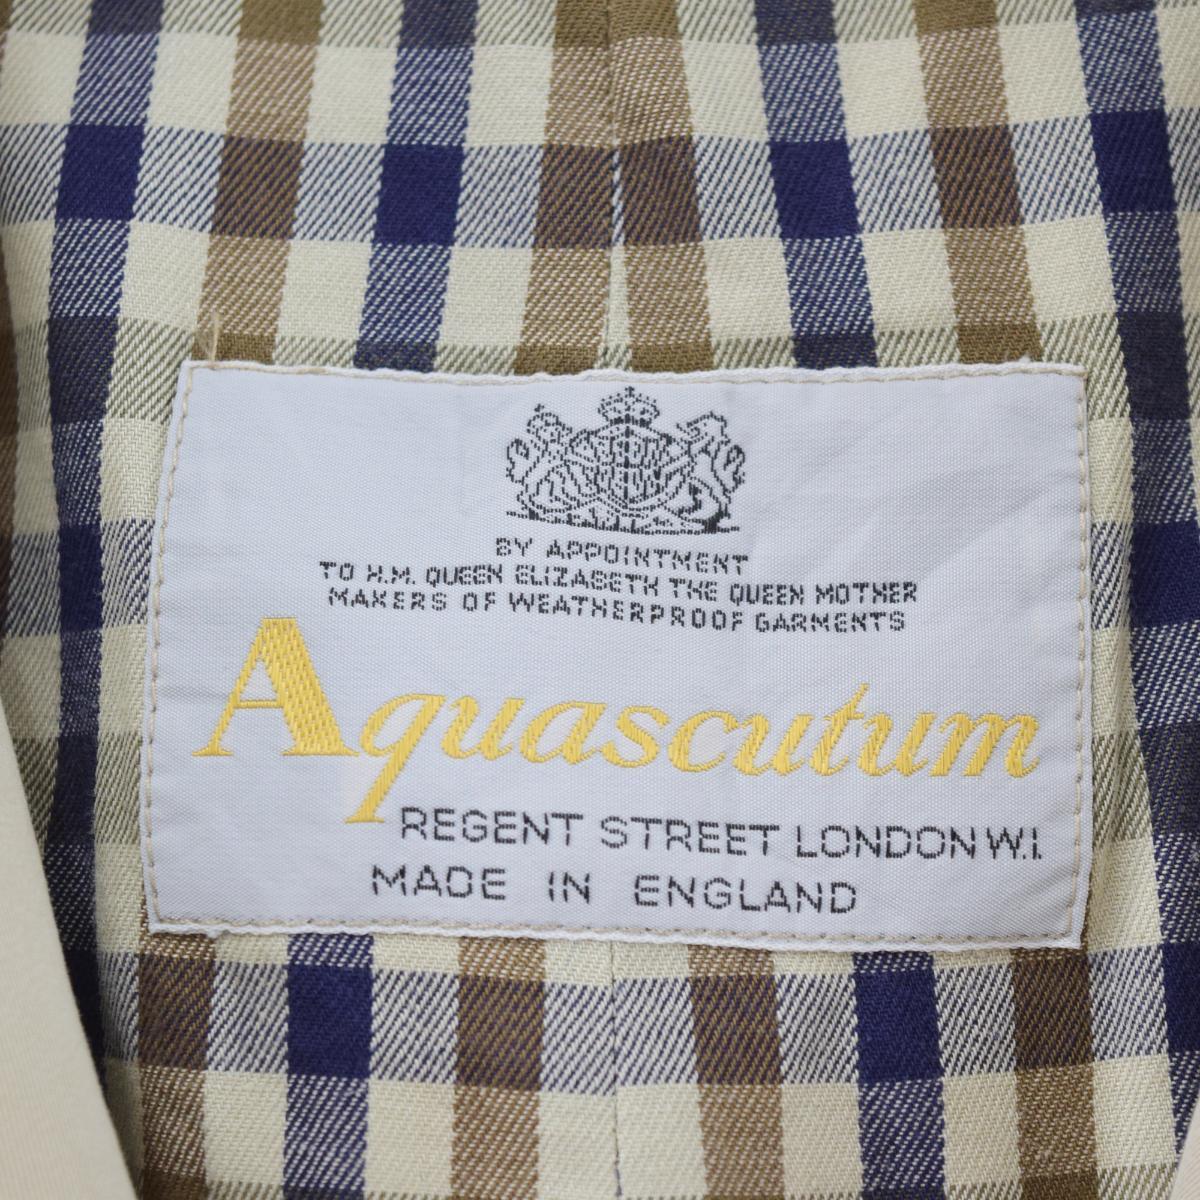 BY APPOINTMENT
TO H.M. QUEEN ELIZABETH THE QUEEN MOTHER
MAKERS OF WEATHERPROOF GARMENTS
Aquascutum
REGENT STREET LONDON W.1.
MADE IN ENGLAND